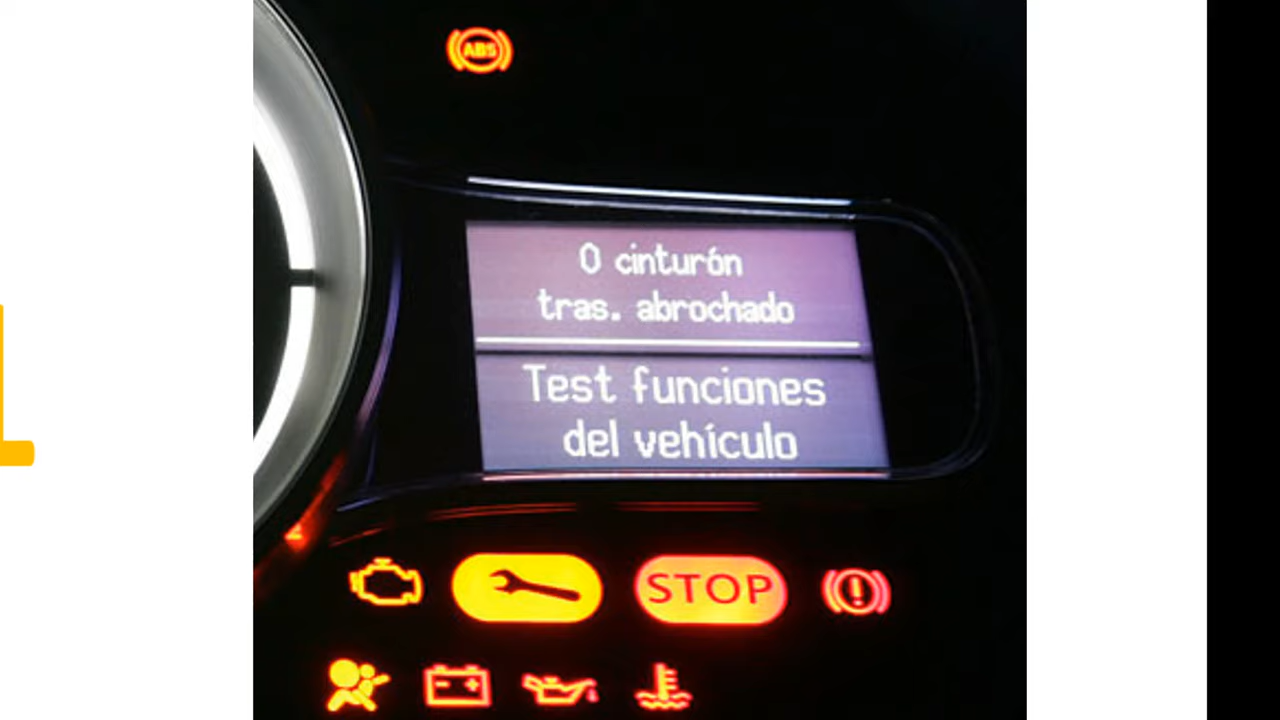 ABS
0 cinturón
tras. abrochado
Test funciones
del vehículo
STOP